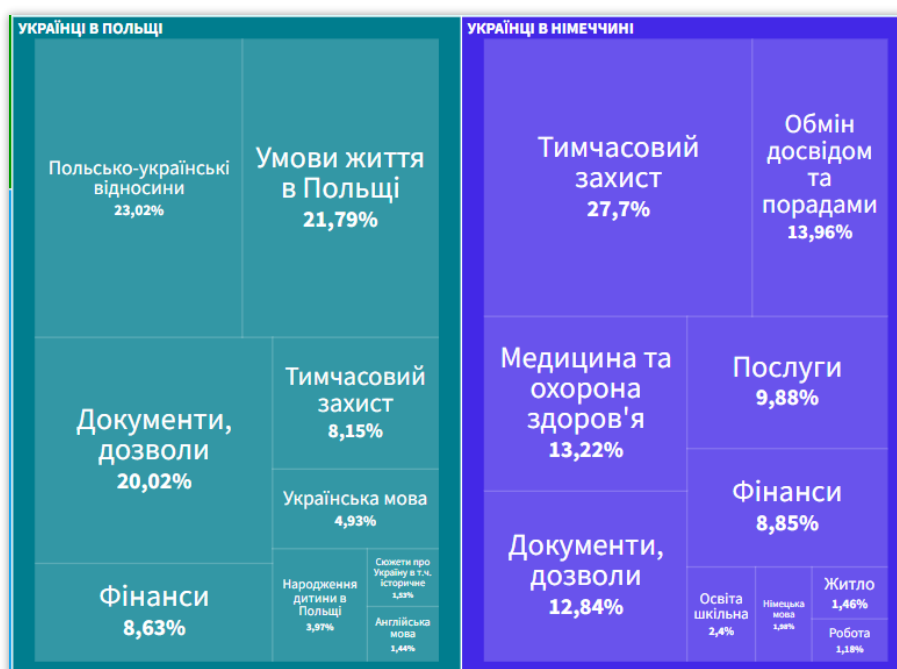 УКРАЇНЦІ В ПОЛЬЩІ
Польсько-українські
відносини
23,02%
Умови життя
в Польщі
21,79%
Документи,
дозволи
20,02%
Тимчасовий
захист
8,15%
Українська мова
4,93%
Фінанси
8,63%
Народження
дитини в
Польщі
3,97%
Сюжети про
Україну в т.ч.
історичне
1,53%
Англійська
мова
1,44%
УКРАЇНЦІ В НІМЕЧЧИНІ
Тимчасовий
захист
27,7%
Обмін
досвідом
та
порадами
13,96%
Медицина та
охорона
здоров'я
13,22%
Послуги
9,88%
Фінанси
8,85%
Документи,
дозволи
12,84%
Освіта
шкільна
2,4%
Німецька
мова
1,98%
Житло
1,46%
Робота
1,18%